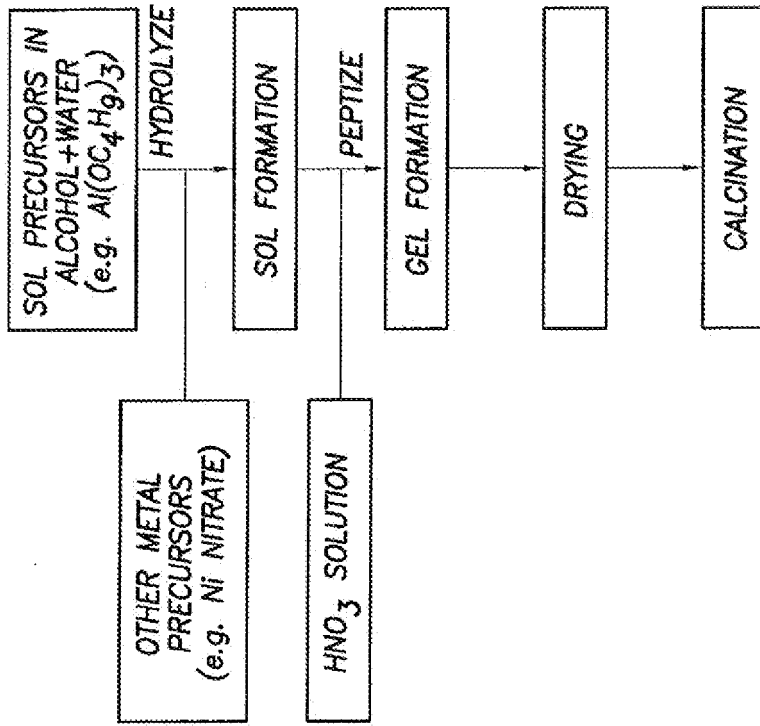 SOL PRECURSORS IN
ALCOHOL+WATER
(e.g. Al(OC4H9)3)
HYDROLYZE
OTHER METAL
PRECURSORS
(e.g. Ni NITRATE)
SOL FORMATION
PEPTIZE
HNO3 SOLUTION
GEL FORMATION
DRYING
CALCINATION